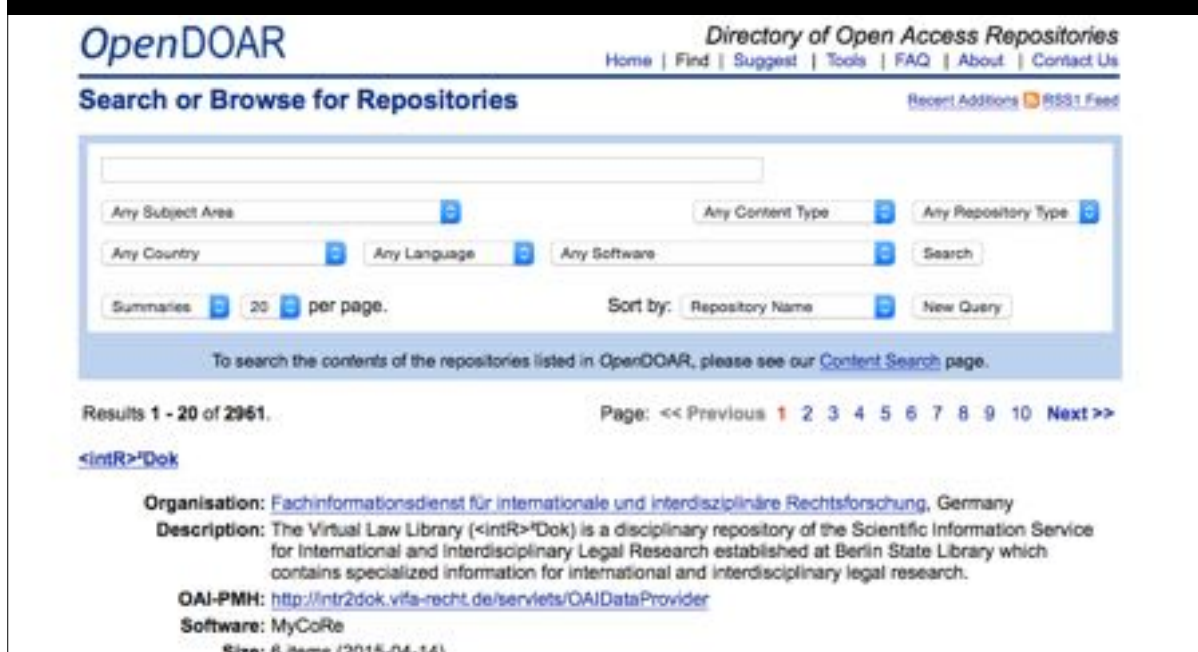 OpenDOAR
Directory of Open Access Repositories
Home | Find | Suggest | Tools | FAQ | About | Contact Us
Search or Browse for Repositories
Recent Additions RSS1 Feed
Any Subject Area Any Content Type Any Repository Type
Any Country Any Language Any Software Search
Summaries 20 per page. Sort by: Repository Name New Query
To search the contents of the repositories listed in OpenDOAR, please see our Content Search page.
Results 1 - 20 of 2961. Page: << Previous 1 2 3 4 5 6 7 8 9 10 Next >>
<intR>²Dok
Organisation: Fachinformationsdienst für internationale und interdisziplinäre Rechtsforschung, Germany
Description: The Virtual Law Library (<intR>²Dok) is a disciplinary repository of the Scientific Information Service
for International and Interdisciplinary Legal Research established at Berlin State Library which
contains specialized information for international and interdisciplinary legal research.
OAI-PMH: http://intr2dok.vifa-recht.de/servlets/OAIDataProvider
Software: MyCoRe
Size: 6 items (2015-04-14)